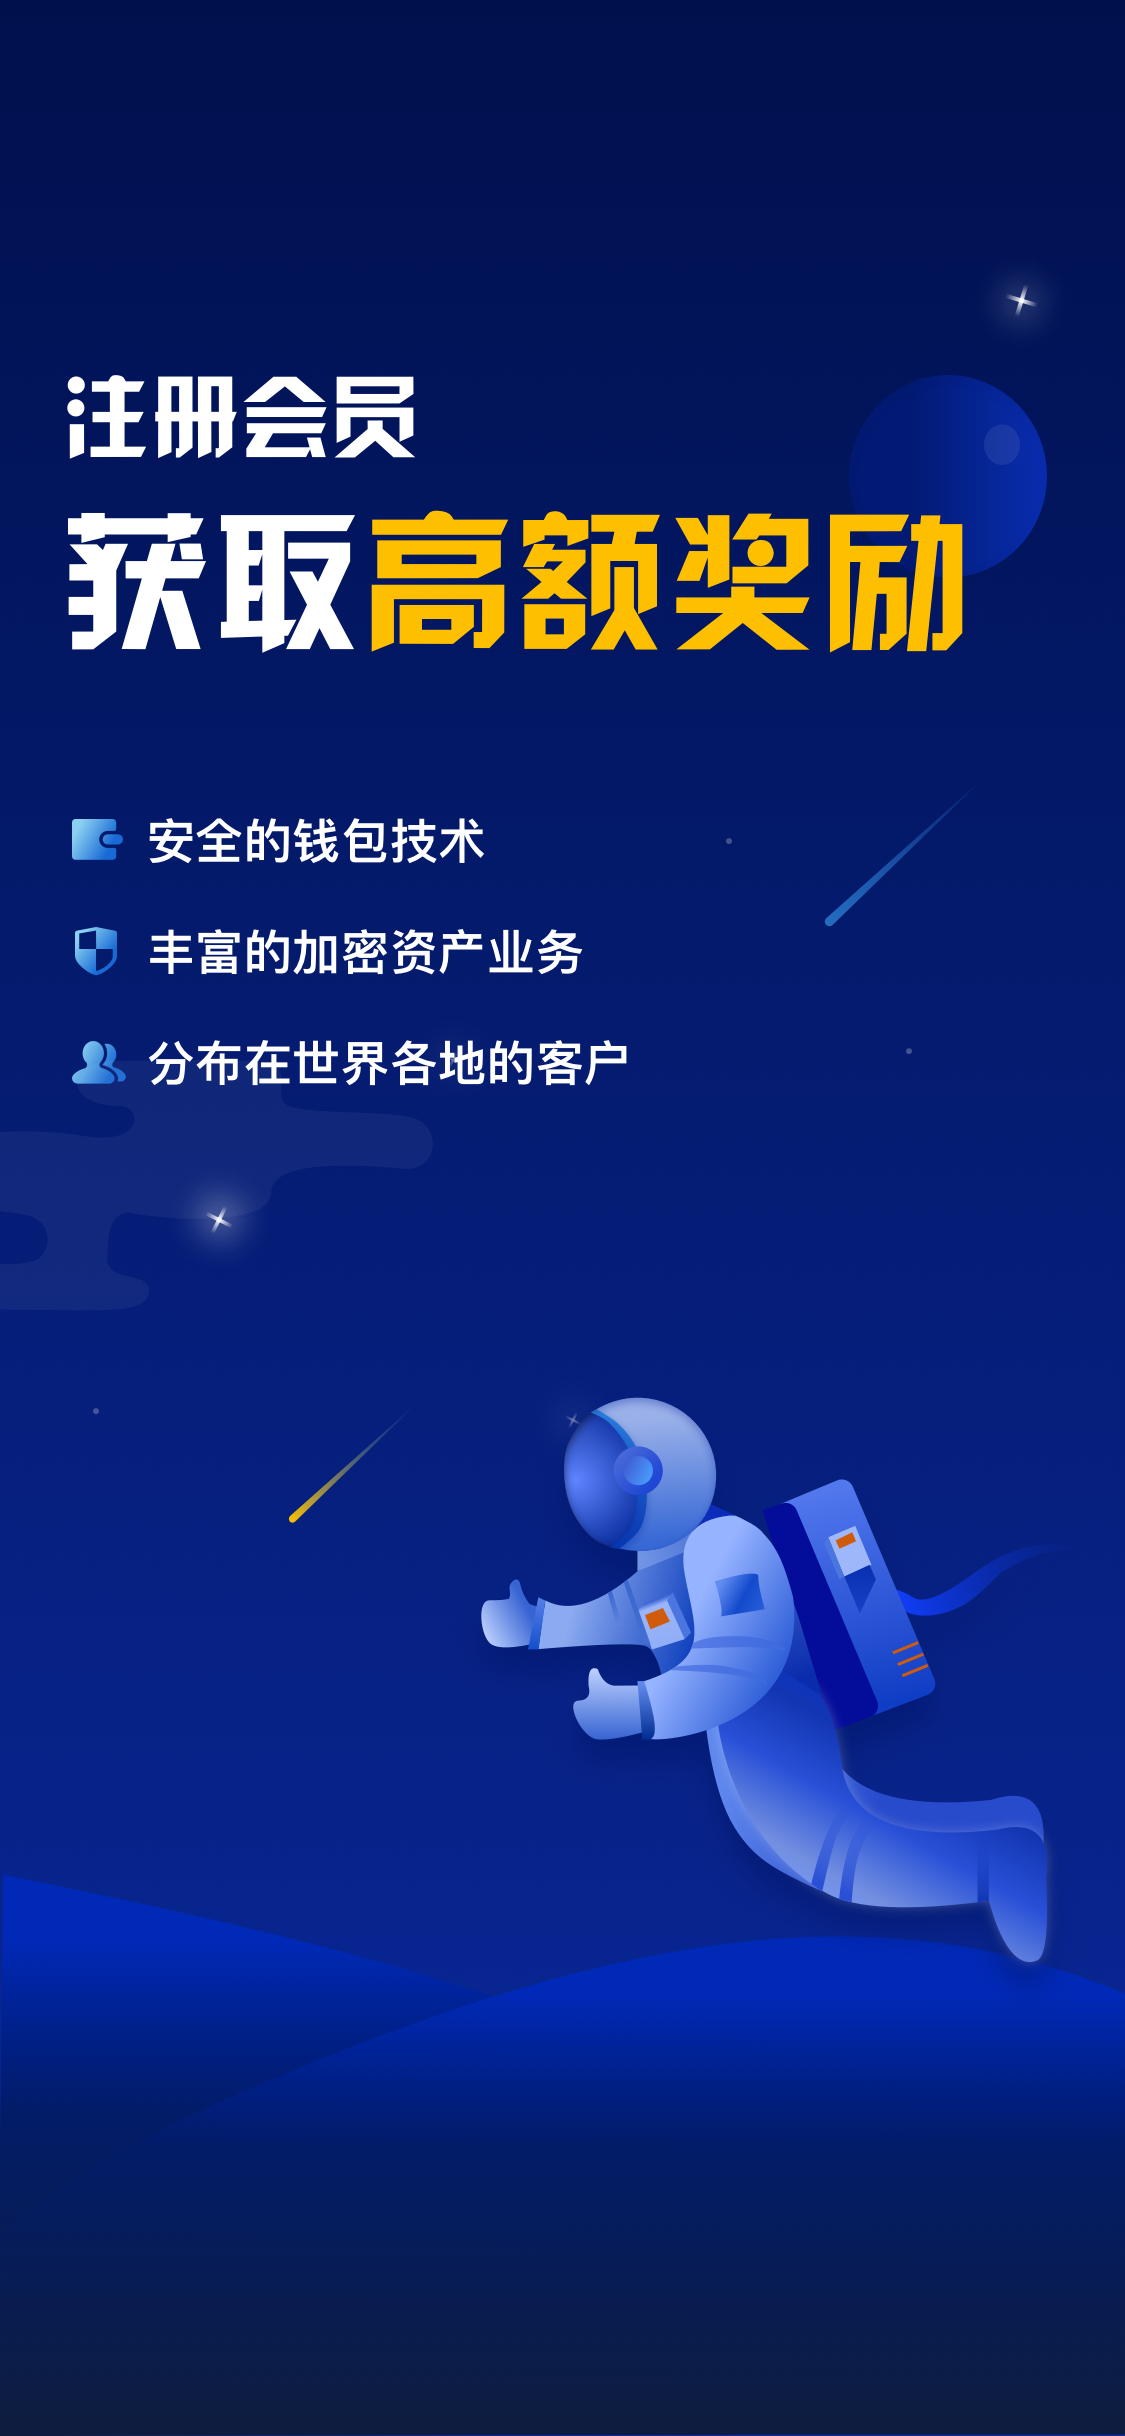 注册会员
获取高额奖励
安全的钱包技术
丰富的加密资产业务
分布在世界各地的客户